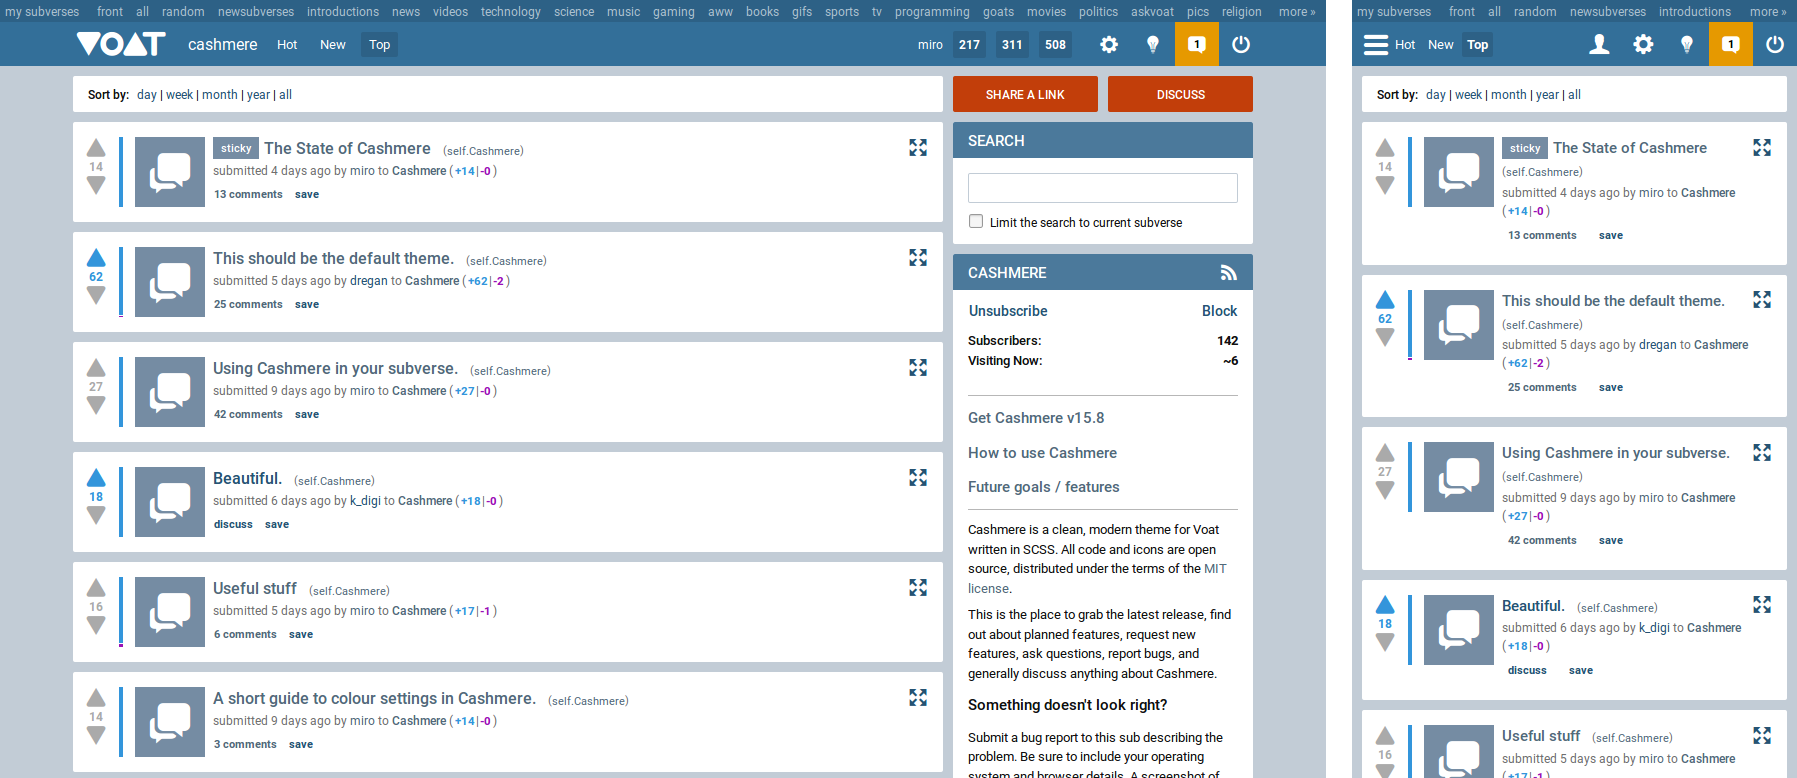 my subverses front all random newsubverses introductions news videos technology science music gaming aww books gifs sports tv programming goats movies politics askvoat pics religion more »
VOAT cashmere Hot New Top miro 217 311 508 1
Sort by: day | week | month | year | all
14
sticky The State of Cashmere (self.Cashmere)
submitted 4 days ago by miro to Cashmere (+14|-0)
13 comments save
62
This should be the default theme. (self.Cashmere)
submitted 5 days ago by dregan to Cashmere (+62|-2)
25 comments save
27
Using Cashmere in your subverse. (self.Cashmere)
submitted 9 days ago by miro to Cashmere (+27|-0)
42 comments save
18
Beautiful. (self.Cashmere)
submitted 6 days ago by k_digi to Cashmere (+18|-0)
discuss save
16
Useful stuff (self.Cashmere)
submitted 5 days ago by miro to Cashmere (+17|-1)
6 comments save
14
A short guide to colour settings in Cashmere. (self.Cashmere)
submitted 9 days ago by miro to Cashmere (+14|-0)
3 comments save
SHARE A LINK DISCUSS
SEARCH
Limit the search to current subverse
CASHMERE
Unsubscribe Block
Subscribers: 142
Visiting Now: ~6
Get Cashmere v15.8
How to use Cashmere
Future goals / features
Cashmere is a clean, modern theme for Voat
written in SCSS. All code and icons are open
source, distributed under the terms of the MIT
license.
This is the place to grab the latest release, find
out about planned features, request new
features, ask questions, report bugs, and
generally discuss anything about Cashmere.
Something doesn't look right?
Submit a bug report to this sub describing the
problem. Be sure to include your operating
system and browser details. A screenshot of
my subverses front all random newsubverses introductions more »
Hot New Top 1
Sort by: day | week | month | year | all
14
sticky The State of Cashmere
(self.Cashmere)
submitted 4 days ago by miro to Cashmere
(+14|-0)
13 comments save
62
This should be the default theme.
(self.Cashmere)
submitted 5 days ago by dregan to Cashmere
(+62|-2)
25 comments save
27
Using Cashmere in your subverse.
(self.Cashmere)
submitted 9 days ago by miro to Cashmere
(+27|-0)
42 comments save
18
Beautiful. (self.Cashmere)
submitted 6 days ago by k_digi to Cashmere
(+18|-0)
discuss save
16
Useful stuff (self.Cashmere)
submitted 5 days ago by miro to Cashmere
(+17|-1)